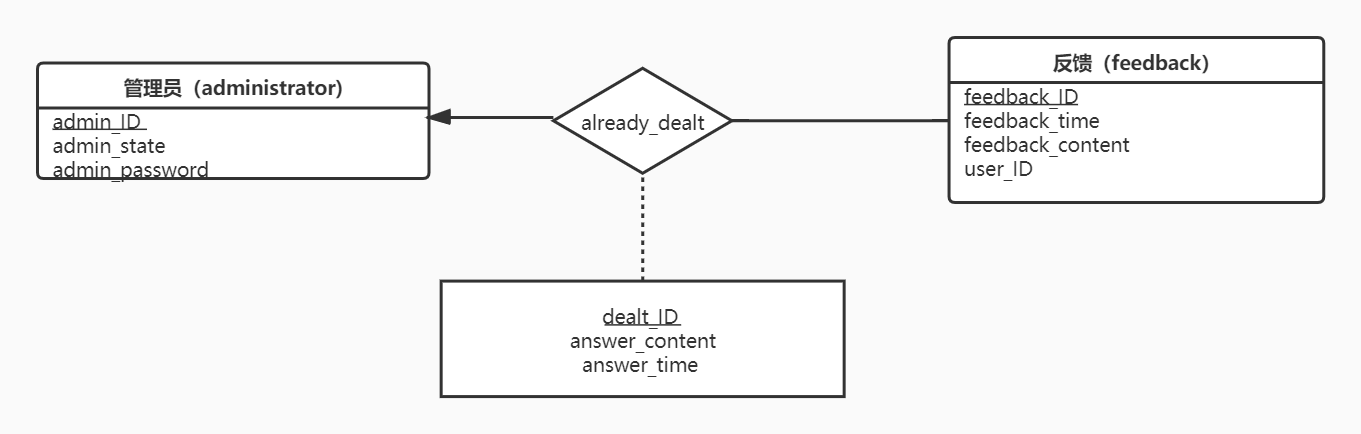 管理员（administrator)
admin_ID
admin_state
admin_password
already_dealt
反馈（feedback）
feedback_ID
feedback_time
feedback_content
user_ID
dealt_ID
answer_content
answer_time